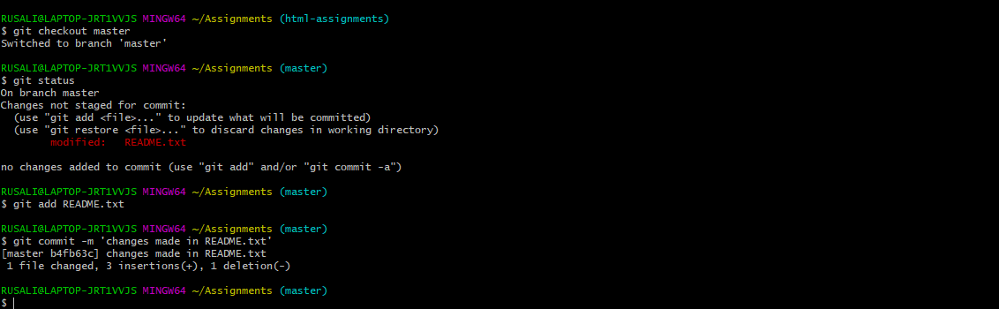 RUSALI@LAPTOP-JRT1VVJS MINGW64 ~/Assignments (html-assignments)
$ git checkout master
Switched to branch 'master'
RUSALI@LAPTOP-JRT1VVJS MINGW64 ~/Assignments (master)
$ git status
On branch master
Changes not staged for commit:
  (use "git add <file>..." to update what will be committed)
  (use "git restore <file>..." to discard changes in working directory)
        modified:   README.txt
no changes added to commit (use "git add" and/or "git commit -a")
RUSALI@LAPTOP-JRT1VVJS MINGW64 ~/Assignments (master)
$ git add README.txt
RUSALI@LAPTOP-JRT1VVJS MINGW64 ~/Assignments (master)
$ git commit -m 'changes made in README.txt'
[master b4fb63c] changes made in README.txt
 1 file changed, 3 insertions(+), 1 deletion(-)
RUSALI@LAPTOP-JRT1VVJS MINGW64 ~/Assignments (master)
$